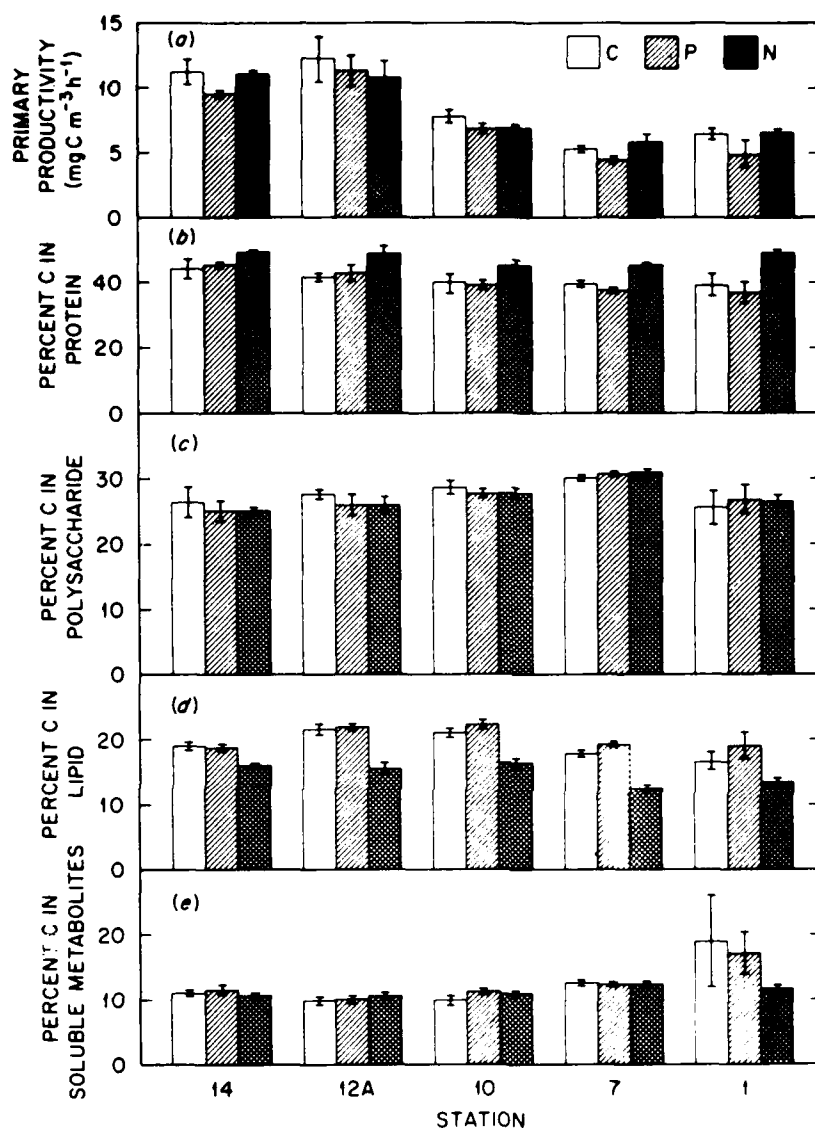 PRIMARY
PRODUCTIVITY
(mgC m⁻³h⁻¹)
15
10
5
0
(a)
C
P
N
PERCENT C IN
PROTEIN
40
20
0
(b)
PERCENT C IN
POLYSACCHARIDE
30
20
10
0
(c)
PERCENT C IN
LIPID
20
10
0
(d)
PERCENT C IN
SOLUBLE METABOLITES
20
10
0
(e)
14
12A
10
7
1
STATION